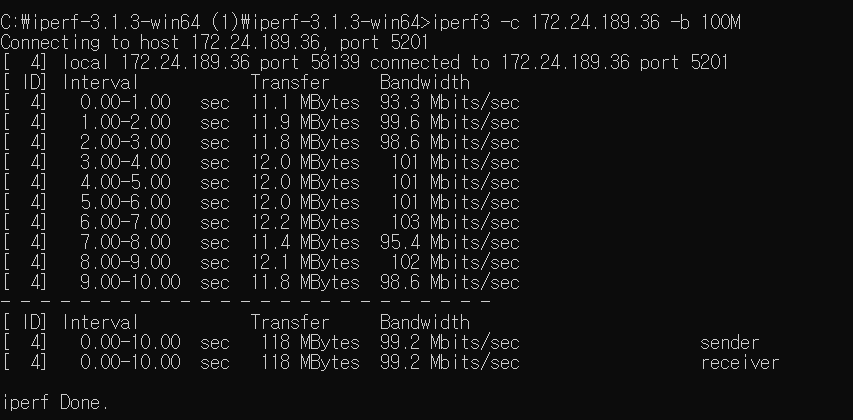 C:₩iperf-3.1.3-win64 (1)₩iperf-3.1.3-win64>iperf3 -c 172.24.189.36 -b 100M
Connecting to host 172.24.189.36, port 5201
[  4] local 172.24.189.36 port 58139 connected to 172.24.189.36 port 5201
[ ID] Interval           Transfer     Bandwidth
[  4]   0.00-1.00   sec  11.1 MBytes  93.3 Mbits/sec
[  4]   1.00-2.00   sec  11.9 MBytes  99.6 Mbits/sec
[  4]   2.00-3.00   sec  11.8 MBytes  98.6 Mbits/sec
[  4]   3.00-4.00   sec  12.0 MBytes   101 Mbits/sec
[  4]   4.00-5.00   sec  12.0 MBytes   101 Mbits/sec
[  4]   5.00-6.00   sec  12.0 MBytes   101 Mbits/sec
[  4]   6.00-7.00   sec  12.2 MBytes   103 Mbits/sec
[  4]   7.00-8.00   sec  11.4 MBytes  95.4 Mbits/sec
[  4]   8.00-9.00   sec  12.1 MBytes   102 Mbits/sec
[  4]   9.00-10.00  sec  11.8 MBytes  98.6 Mbits/sec
- - - - - - - - - - - - - - - - - - - - - - - - -
[ ID] Interval           Transfer     Bandwidth
[  4]   0.00-10.00  sec   118 MBytes  99.2 Mbits/sec                  sender
[  4]   0.00-10.00  sec   118 MBytes  99.2 Mbits/sec                  receiver
iperf Done.